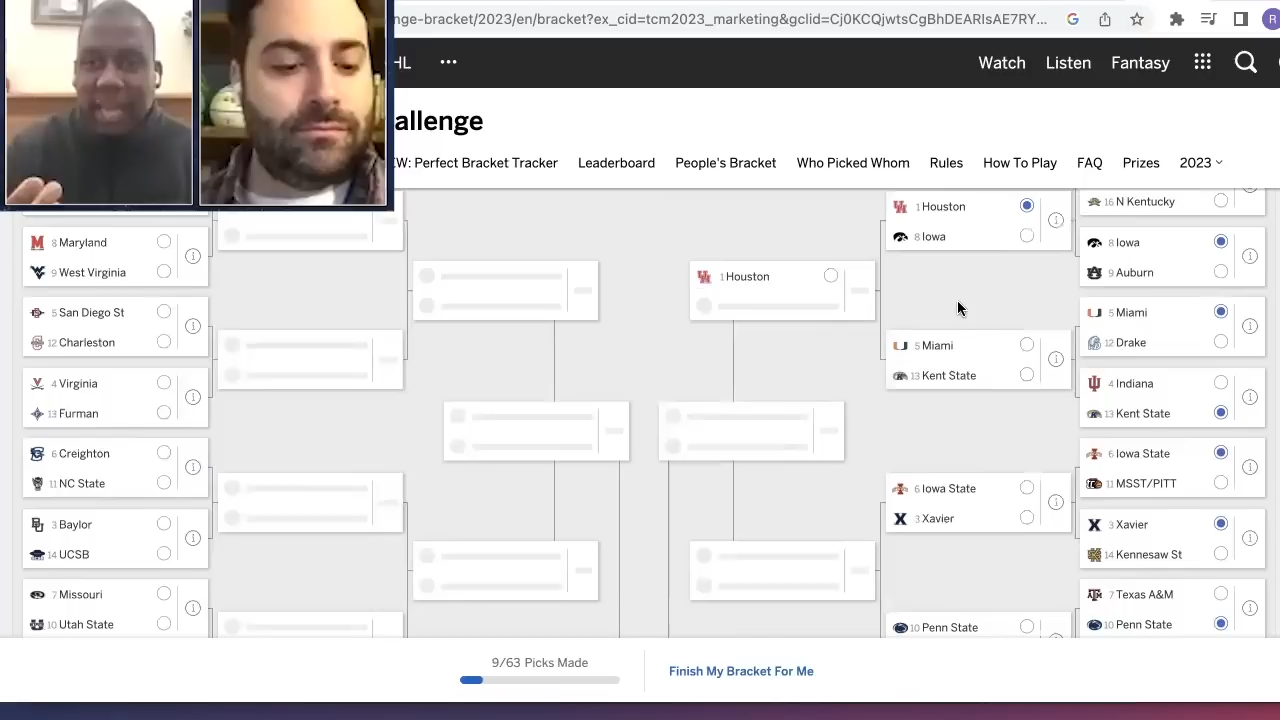 nge-bracket/2023/en/bracket?ex_cid=tcm2023_marketing&gclid=Cj0KCQjwtsCgBhDEARIsAE7RY...
HL ... Watch Listen Fantasy
allenge
EW: Perfect Bracket Tracker Leaderboard People's Bracket Who Picked Whom Rules How To Play FAQ Prizes 2023
1 Houston
8 Iowa
16 N Kentucky
8 Maryland
9 West Virginia
1 Houston
8 Iowa
9 Auburn
5 San Diego St
12 Charleston
5 Miami
12 Drake
5 Miami
13 Kent State
4 Virginia
13 Furman
4 Indiana
13 Kent State
6 Creighton
11 NC State
6 Iowa State
11 MSST/PITT
6 Iowa State
3 Xavier
3 Baylor
14 UCSB
3 Xavier
14 Kennesaw St
7 Missouri
10 Utah State
10 Penn State
7 Texas A&M
10 Penn State
9/63 Picks Made
Finish My Bracket For Me
R